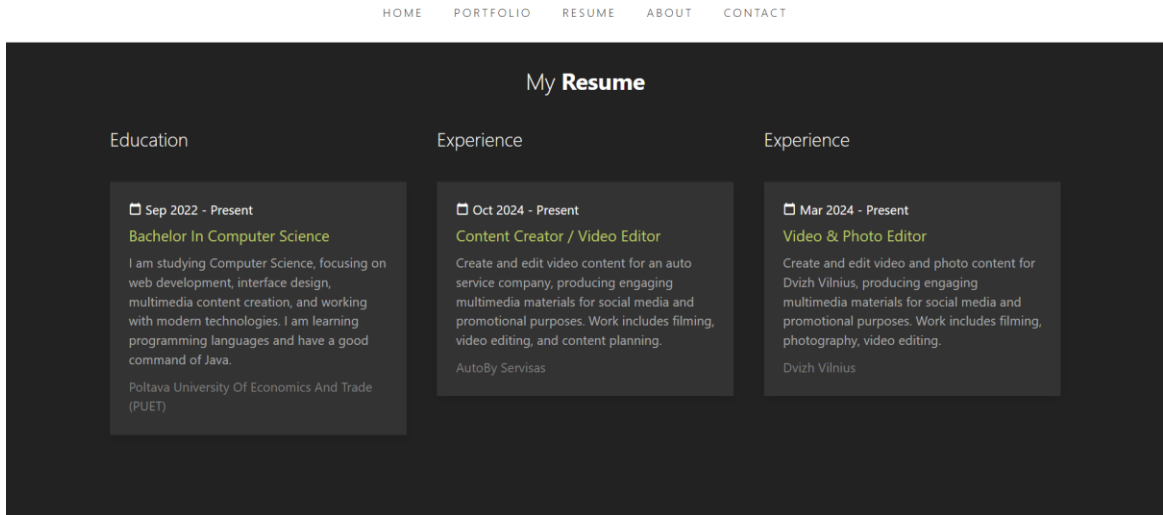 HOME PORTFOLIO RESUME ABOUT CONTACT
My Resume
Education
Sep 2022 - Present
Bachelor In Computer Science
I am studying Computer Science, focusing on
web development, interface design,
multimedia content creation, and working
with modern technologies. I am learning
programming languages and have a good
command of Java.
Poltava University Of Economics And Trade
(PUET)
Experience
Oct 2024 - Present
Content Creator / Video Editor
Create and edit video content for an auto
service company, producing engaging
multimedia materials for social media and
promotional purposes. Work includes filming,
video editing, and content planning.
AutoBy Servisas
Experience
Mar 2024 - Present
Video & Photo Editor
Create and edit video and photo content for
Dvizh Vilnius, producing engaging
multimedia materials for social media and
promotional purposes. Work includes filming,
photography, video editing.
Dvizh Vilnius